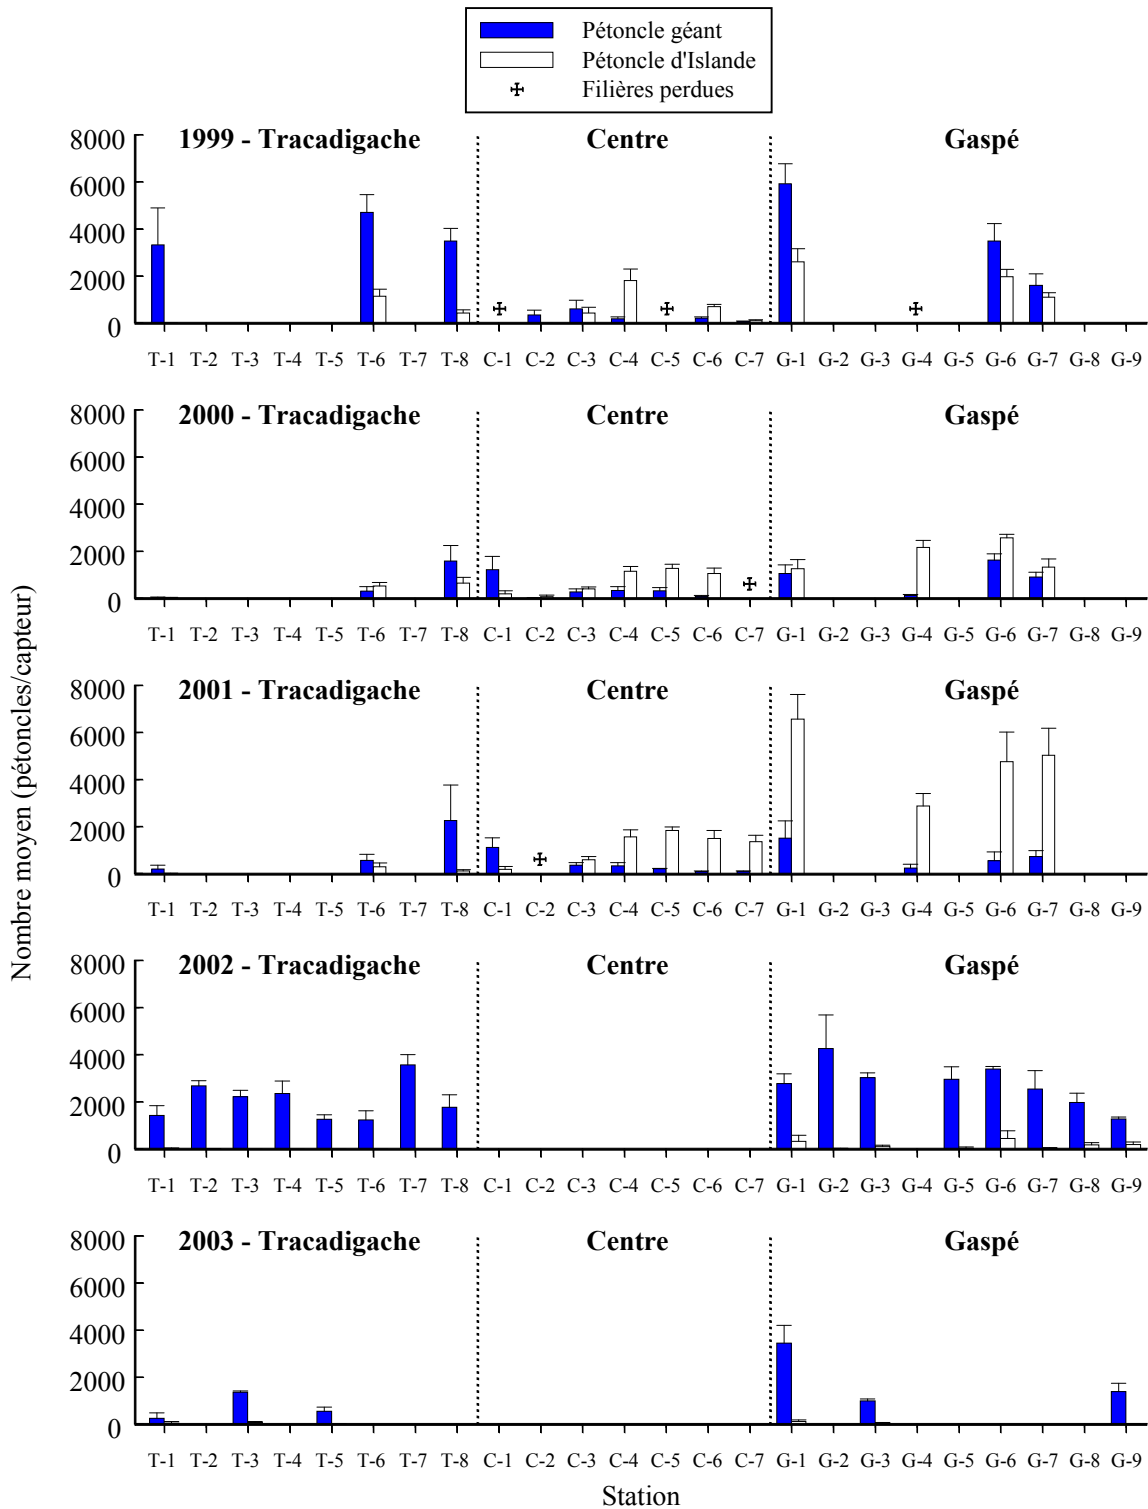 Pétoncle géant
Pétoncle d'Islande
Filières perdues
Nombre moyen (pétoncles/capteur)
1999 - Tracadigache Centre Gaspé
8000
6000
4000
2000
0
T-1 T-2 T-3 T-4 T-5 T-6 T-7 T-8 C-1 C-2 C-3 C-4 C-5 C-6 C-7 G-1 G-2 G-3 G-4 G-5 G-6 G-7 G-8 G-9
2000 - Tracadigache Centre Gaspé
8000
6000
4000
2000
0
T-1 T-2 T-3 T-4 T-5 T-6 T-7 T-8 C-1 C-2 C-3 C-4 C-5 C-6 C-7 G-1 G-2 G-3 G-4 G-5 G-6 G-7 G-8 G-9
2001 - Tracadigache Centre Gaspé
8000
6000
4000
2000
0
T-1 T-2 T-3 T-4 T-5 T-6 T-7 T-8 C-1 C-2 C-3 C-4 C-5 C-6 C-7 G-1 G-2 G-3 G-4 G-5 G-6 G-7 G-8 G-9
2002 - Tracadigache Centre Gaspé
8000
6000
4000
2000
0
T-1 T-2 T-3 T-4 T-5 T-6 T-7 T-8 C-1 C-2 C-3 C-4 C-5 C-6 C-7 G-1 G-2 G-3 G-4 G-5 G-6 G-7 G-8 G-9
2003 - Tracadigache Centre Gaspé
8000
6000
4000
2000
0
T-1 T-2 T-3 T-4 T-5 T-6 T-7 T-8 C-1 C-2 C-3 C-4 C-5 C-6 C-7 G-1 G-2 G-3 G-4 G-5 G-6 G-7 G-8 G-9
Station